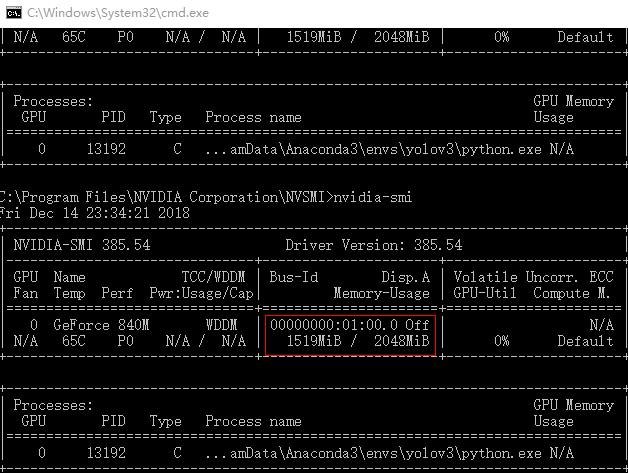 C:\Windows\System32\cmd.exe
| N/A   65C    P0    N/A /  N/A |   1519MiB /  2048MiB |      0%      Default |
+-------------------------------+----------------------+----------------------+
+-----------------------------------------------------------------------------+
| Processes:                                                       GPU Memory |
|  GPU       PID   Type   Process name                             Usage      |
|=============================================================================|
|    0     13192      C   ...amData\Anaconda3\envs\yolov3\python.exe N/A      |
+-----------------------------------------------------------------------------+
C:\Program Files\NVIDIA Corporation\NVSMI>nvidia-smi
Fri Dec 14 23:34:21 2018
+-----------------------------------------------------------------------------+
| NVIDIA-SMI 385.54                 Driver Version: 385.54                    |
|-------------------------------+----------------------+----------------------+
| GPU  Name            TCC/WDDM | Bus-Id        Disp.A | Volatile Uncorr. ECC |
| Fan  Temp  Perf  Pwr:Usage/Cap|         Memory-Usage | GPU-Util  Compute M. |
|===============================+======================+======================|
|   0  GeForce 840M       WDDM  | 00000000:01:00.0 Off |                  N/A |
| N/A   65C    P0    N/A /  N/A |   1519MiB /  2048MiB |      0%      Default |
+-------------------------------+----------------------+----------------------+
+-----------------------------------------------------------------------------+
| Processes:                                                       GPU Memory |
|  GPU       PID   Type   Process name                             Usage      |
|=============================================================================|
|    0     13192      C   ...amData\Anaconda3\envs\yolov3\python.exe N/A      |
+-----------------------------------------------------------------------------+